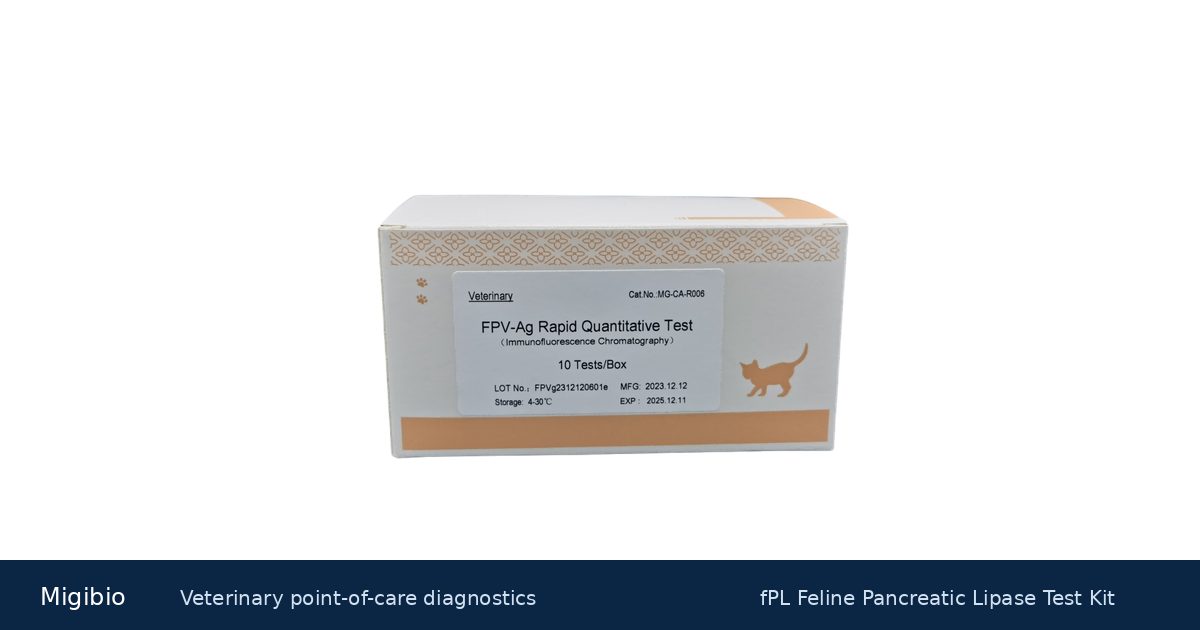 Veterinary
Cat.No.:MG-CA-R006
FPV-Ag Rapid Quantitative Test
（Immunofluorescence Chromatography）
10 Tests/Box
LOT No.: FPVg2312120601e MFG: 2023.12.12
Storage: 4-30℃ EXP : 2025.12.11
Migibio
Veterinary point-of-care diagnostics
fPL Feline Pancreatic Lipase Test Kit